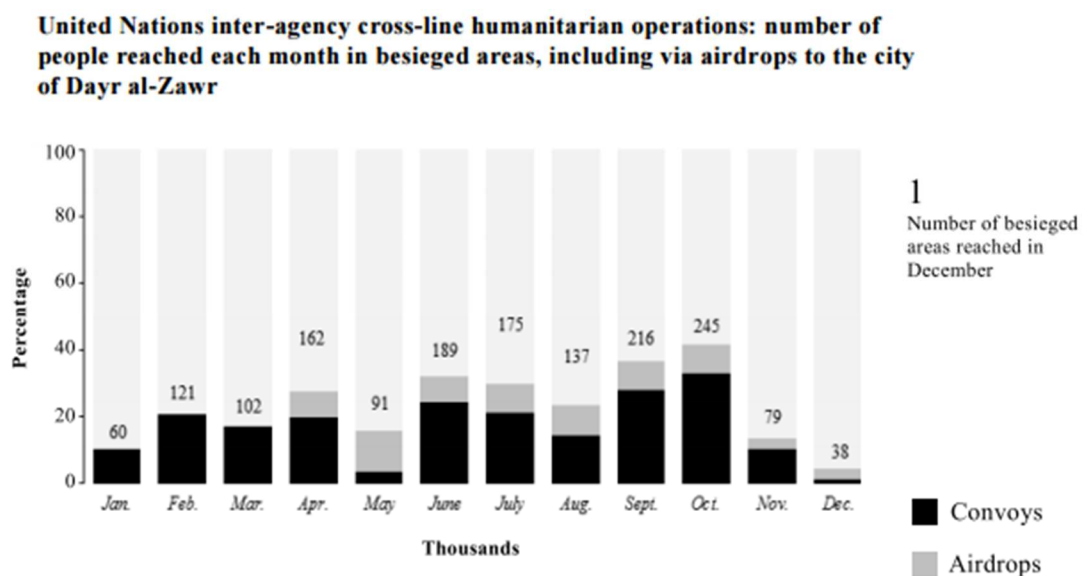 United Nations inter-agency cross-line humanitarian operations: number of
people reached each month in besieged areas, including via airdrops to the city
of Dayr al-Zawr
100
80
60
40
20
0
Percentage
60
121
102
162
91
189
175
137
216
245
79
38
Jan.
Feb.
Mar.
Apr.
May
June
July
Aug.
Sept.
Oct.
Nov.
Dec.
Thousands
1
Number of besieged
areas reached in
December
Convoys
Airdrops